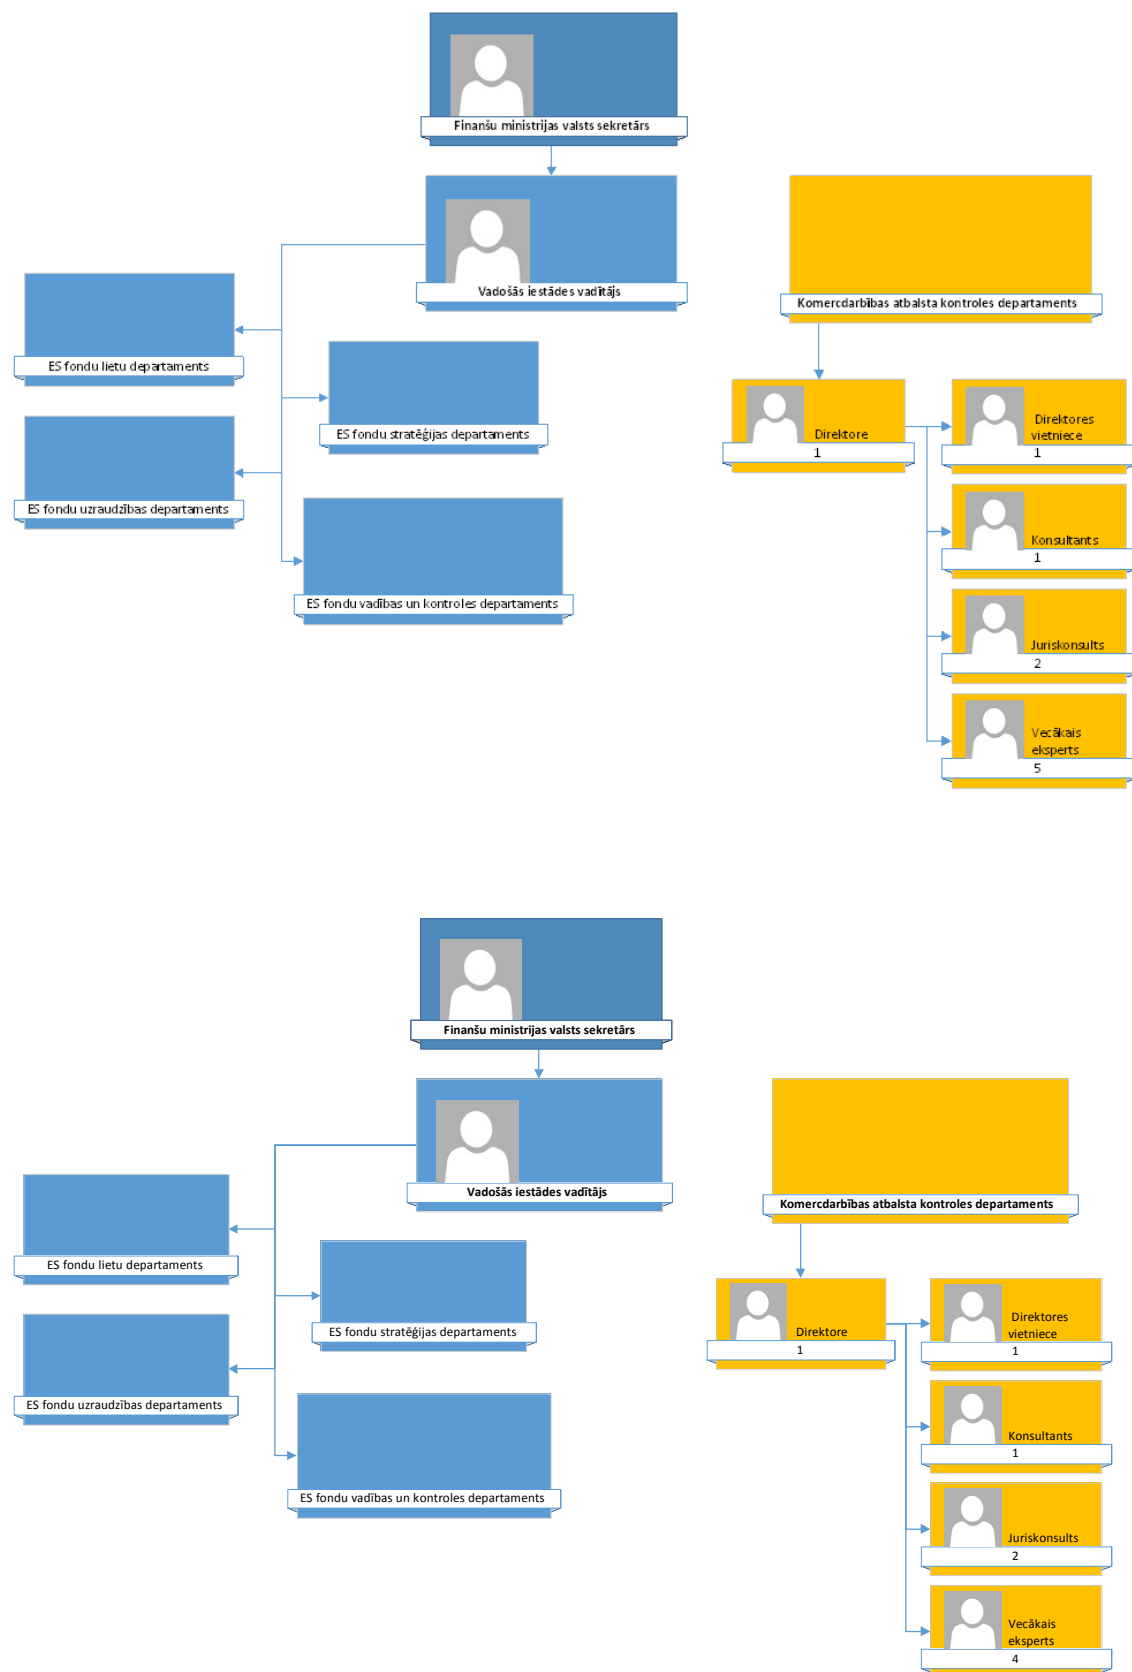 Finanšu ministrijas valsts sekretārs
Vadošās iestādes vadītājs
Komercdarbības atbalsta kontroles departaments
ES fondu lietu departaments
ES fondu stratēģijas departaments
ES fondu uzraudzības departaments
ES fondu vadības un kontroles departaments
Direktore
1
Direktores
vietniece
1
Konsultants
1
Juriskonsults
2
Vecākais
eksperts
5
Finanšu ministrijas valsts sekretārs
Vadošās iestādes vadītājs
Komercdarbības atbalsta kontroles departaments
ES fondu lietu departaments
ES fondu stratēģijas departaments
ES fondu uzraudzības departaments
ES fondu vadības un kontroles departaments
Direktore
1
Direktores
vietniece
1
Konsultants
1
Juriskonsults
2
Vecākais
eksperts
4